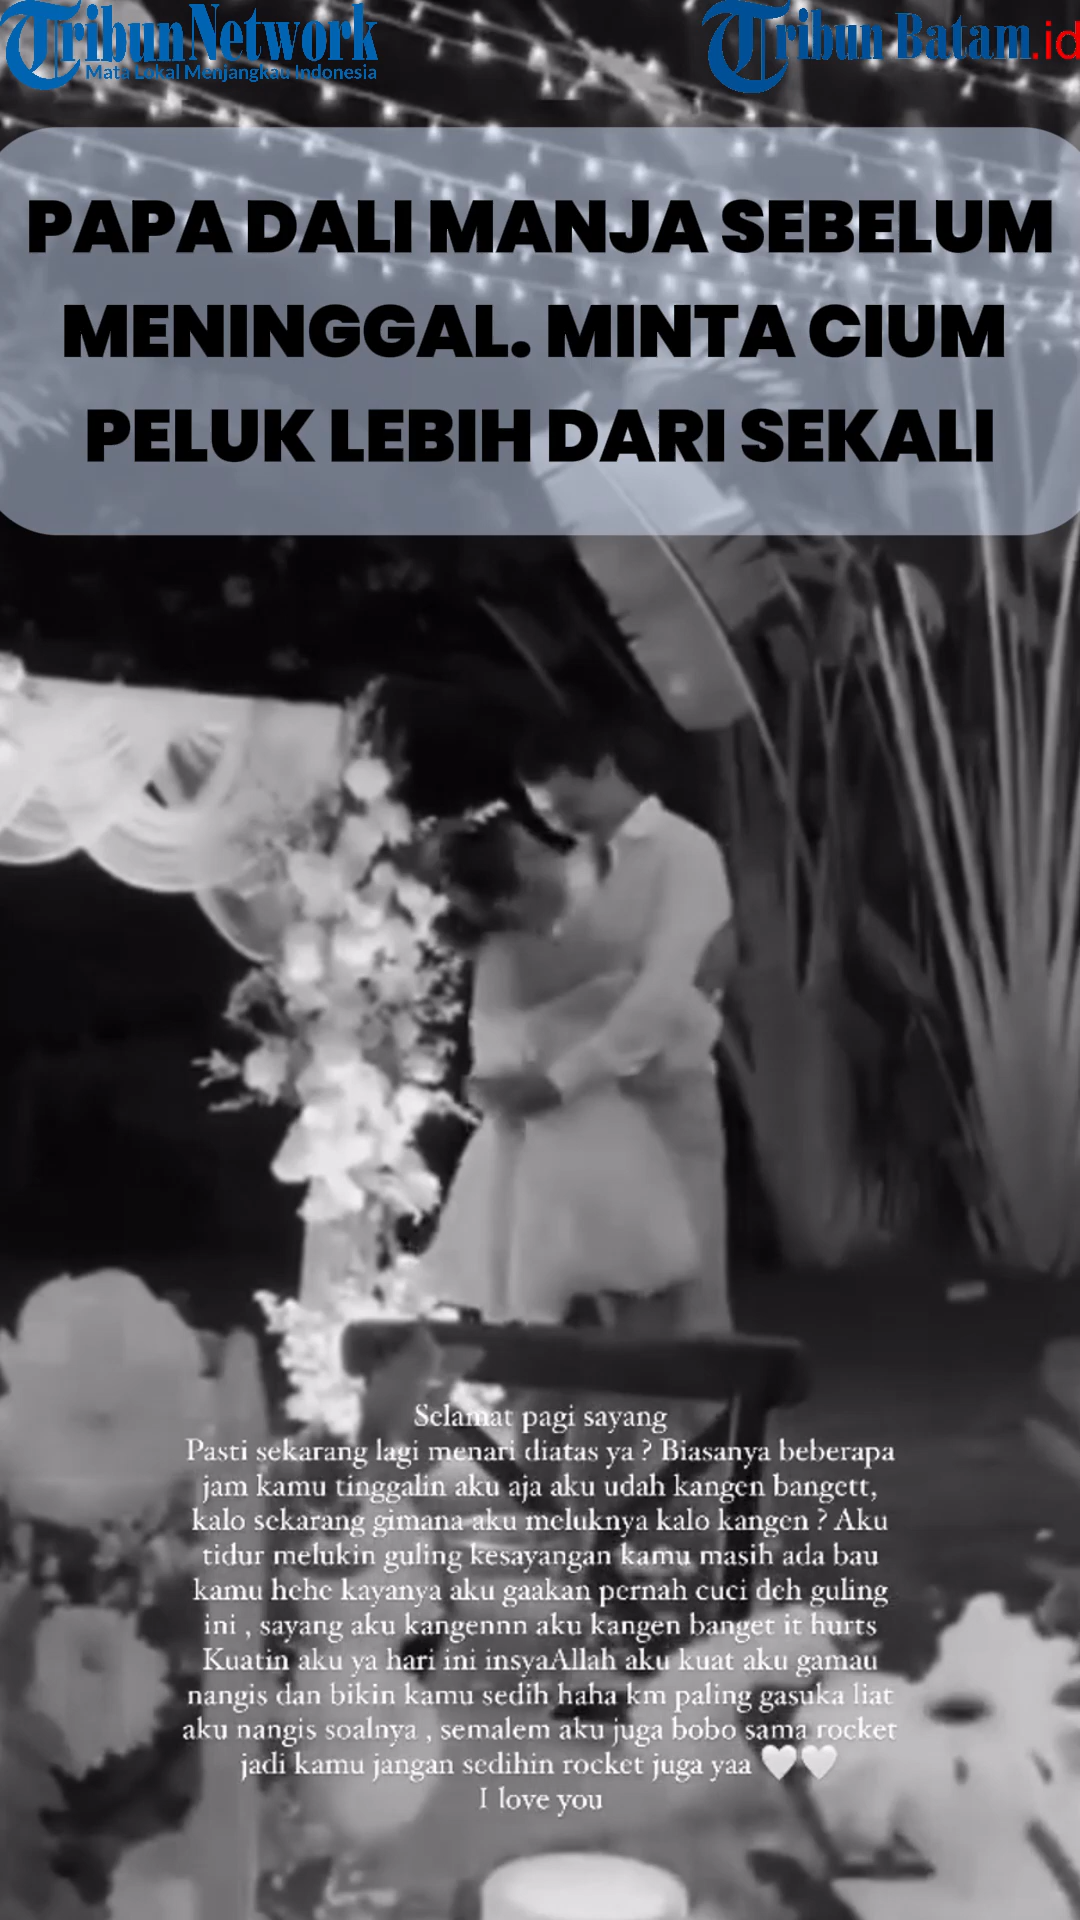 TribunNetwork
Mata Lokal Menjangkau Indonesia
Tribun Batam.id
PAPA DALI MANJA SEBELUM
MENINGGAL. MINTA CIUM
PELUK LEBIH DARI SEKALI
Selamat pagi sayang
Pasti sekarang lagi menari diatas ya ? Biasanya beberapa
jam kamu tinggalin aku aja aku udah kangen bangett,
kalo sekarang gimana aku meluknya kalo kangen ? Aku
tidur melukin guling kesayangan kamu masih ada bau
kamu hehe kayanya aku gaakan pernah cuci deh guling
ini , sayang aku kangennn aku kangen banget it hurts
Kuatin aku ya hari ini insyaAllah aku kuat aku gamau
nangis dan bikin kamu sedih haha km paling gasuka liat
aku nangis soalnya , semalem aku juga bobo sama rocket
jadi kamu jangan sedihin rocket juga yaa 🤍🤍
I love you